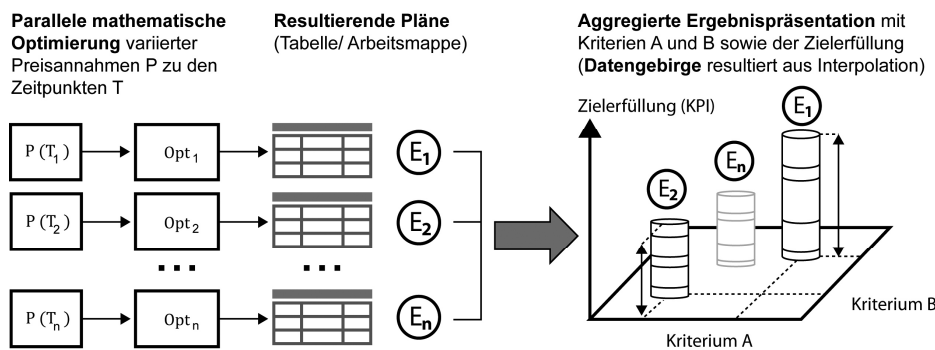 Parallele mathematische
Optimierung variierter
Preisannahmen P zu den
Zeitpunkten T
Resultierende Pläne
(Tabelle/ Arbeitsmappe)
Aggregierte Ergebnispräsentation mit
Kriterien A und B sowie der Zielerfüllung
(Datengebirge resultiert aus Interpolation)
P (T1)
Opt1
E1
P (T2)
Opt2
E2
...
...
P (Tn)
Optn
En
Zielerfüllung (KPI)
E1
En
E2
Kriterium B
Kriterium A